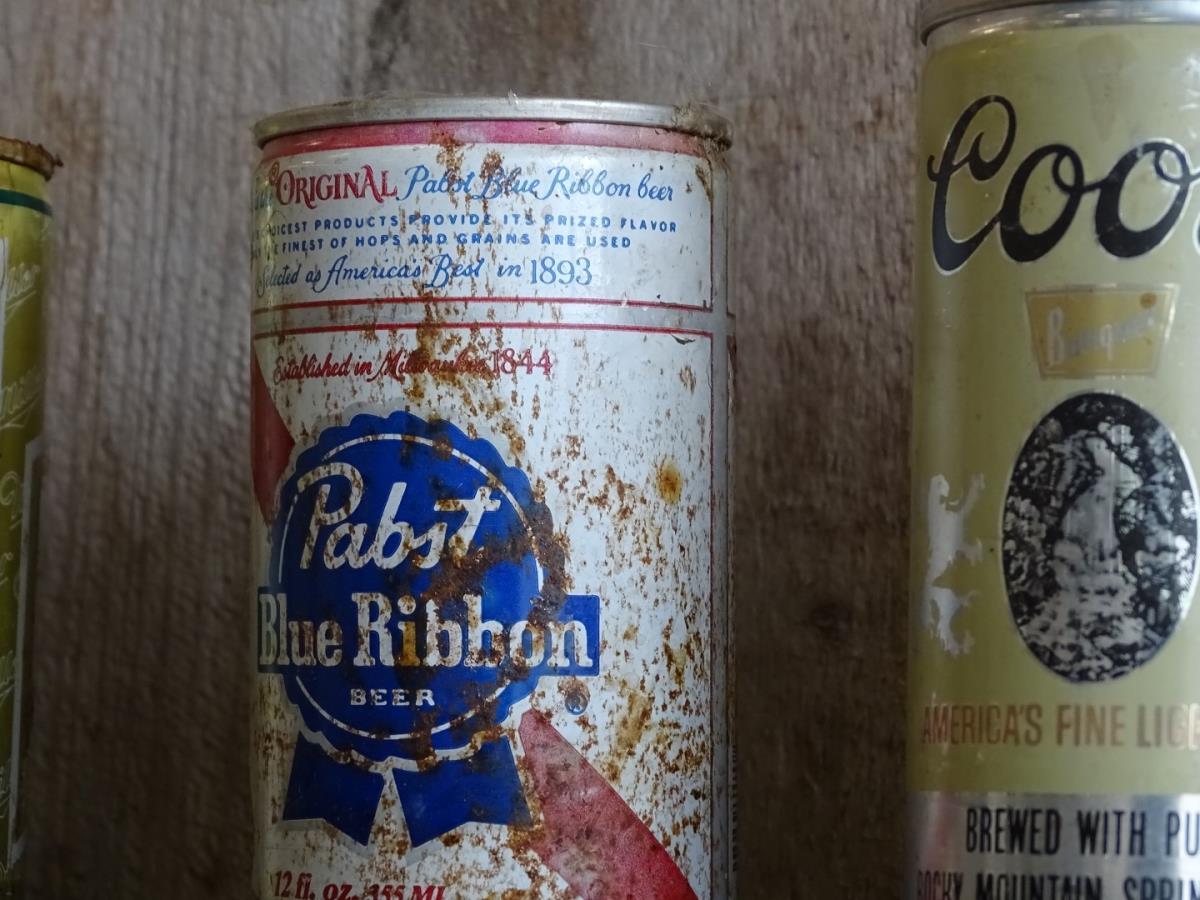 ORIGINAL Pabst Blue Ribbon beer
PRODUCTS PROVIDE ITS PRIZED FLAVOR
FINEST OF HOPS AND GRAINS ARE USED
Selected as America's Best in 1893
Established in Milwaukee 1844
Pabst
Blue Ribbon
BEER
®
12 fl. oz. 355 ML
Coo
Banquet
AMERICA'S FINE LIG
BREWED WITH PU
ROCKY MOUNTAIN SPRIN